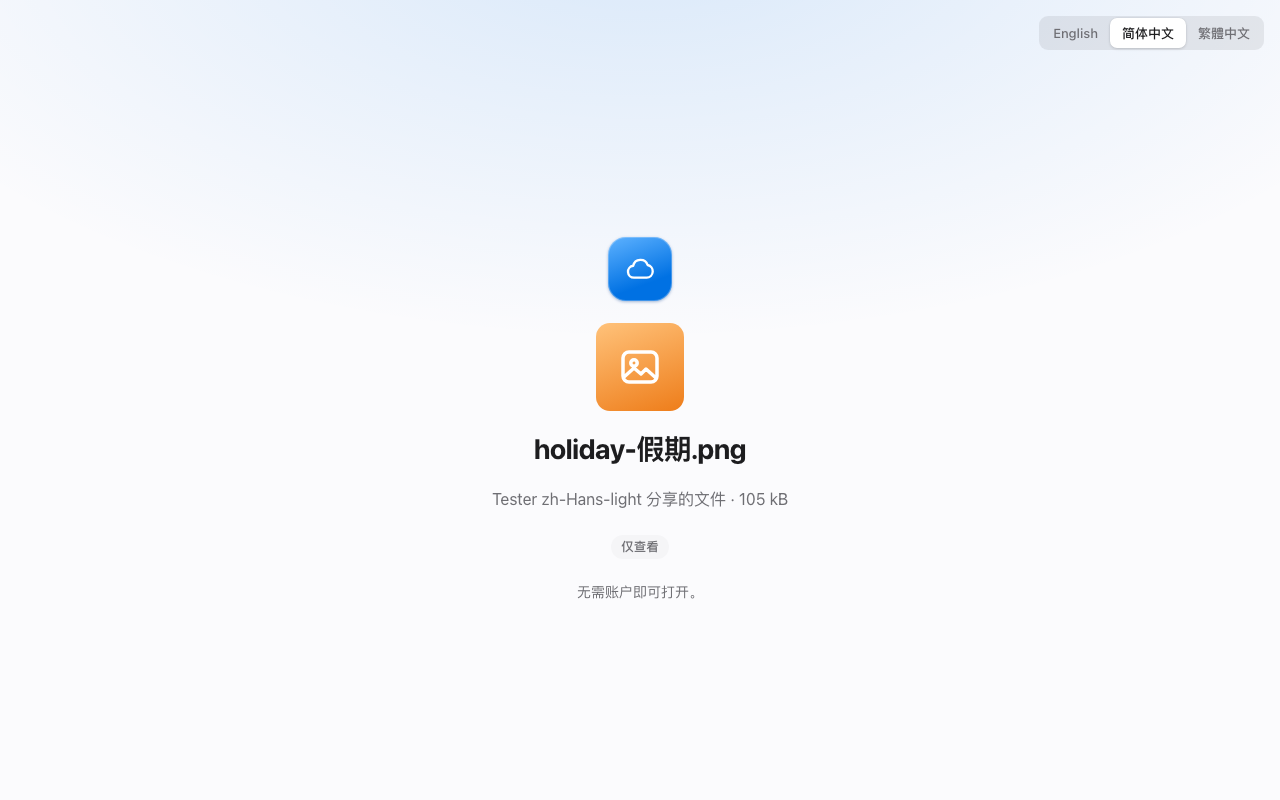 English 简体中文 繁體中文
holiday-假期.png
Tester zh-Hans-light 分享的文件 · 105 kB
仅查看
无需账户即可打开。